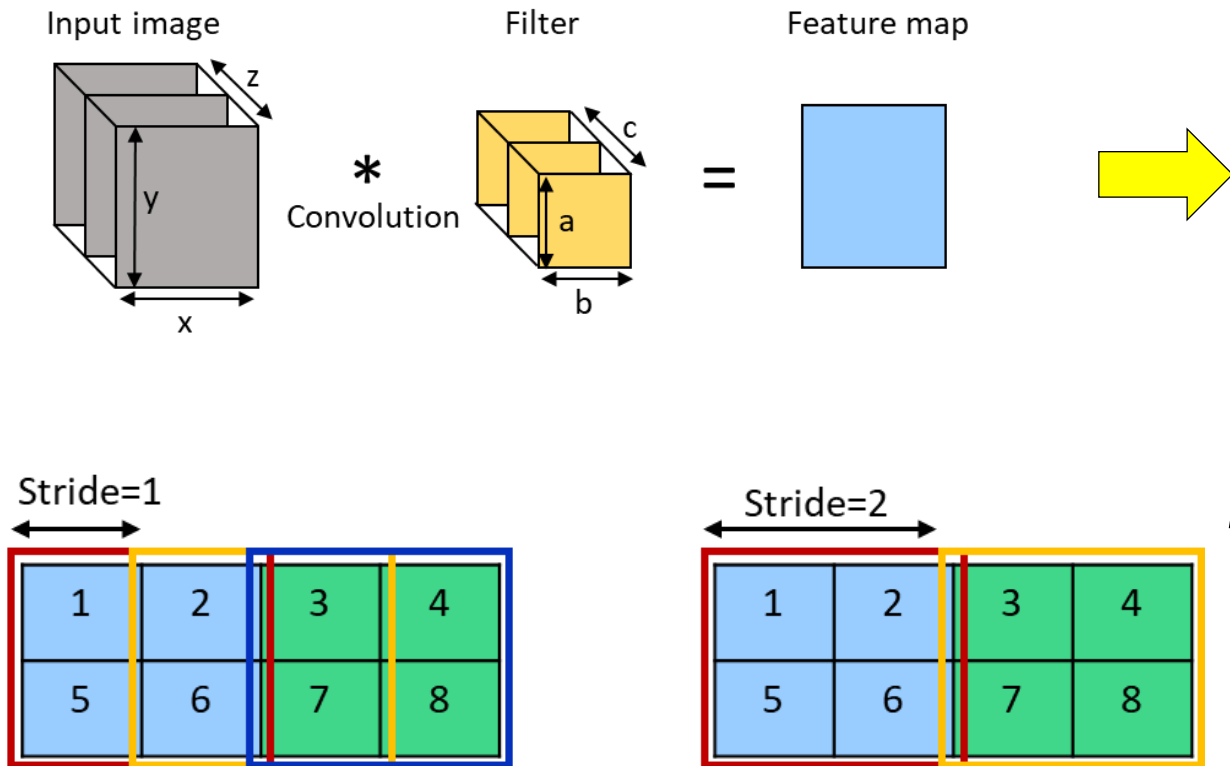 Input image
Filter
Feature map
z
c
y
*
Convolution
a
=
b
x
Stride=1
Stride=2
1 2 3 4
5 6 7 8
1 2 3 4
5 6 7 8